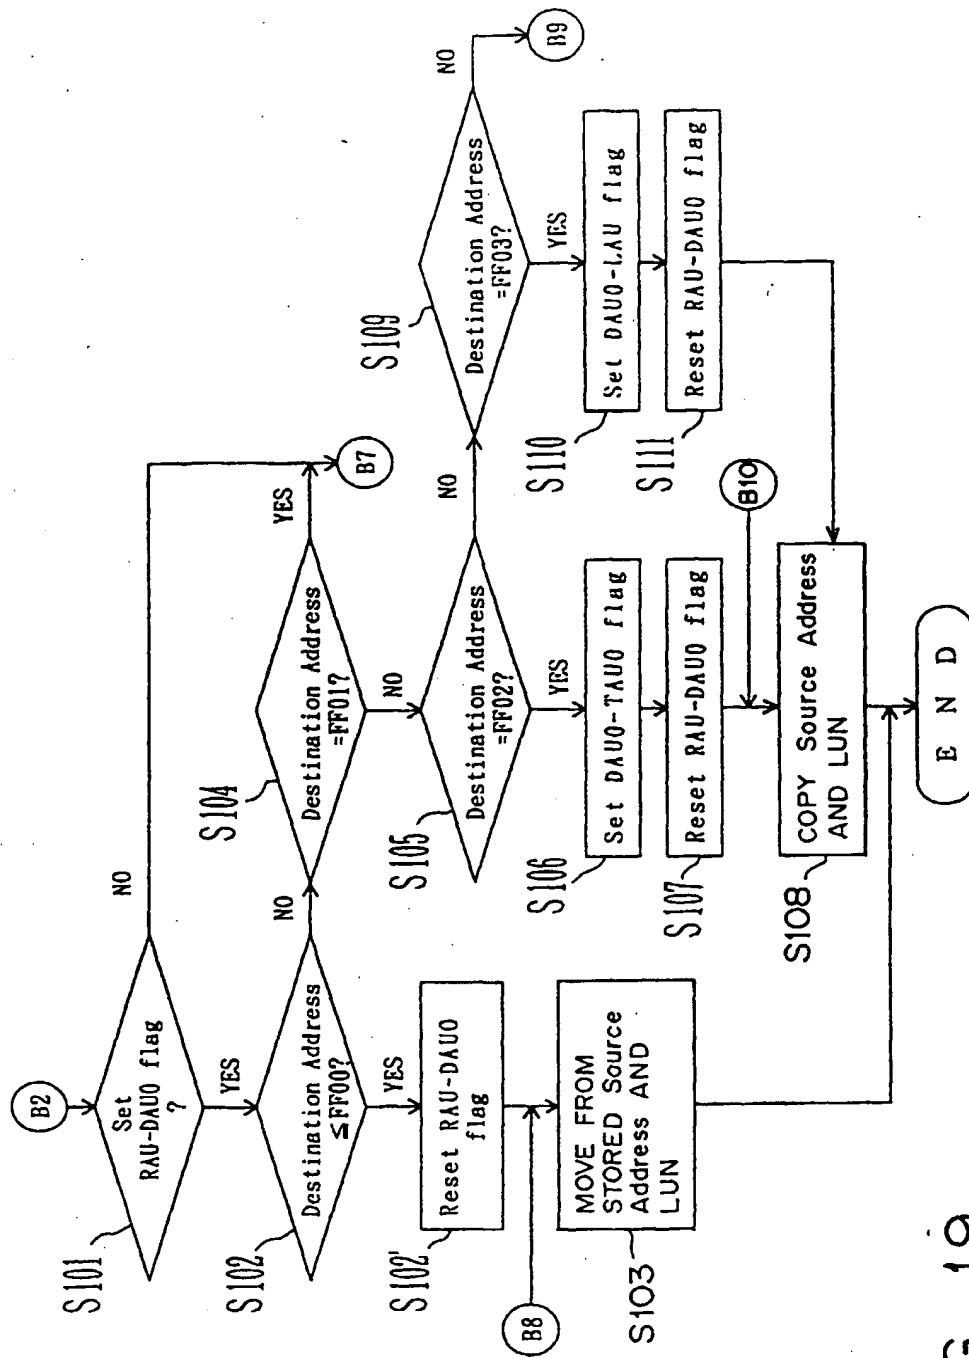 B2
Set
RAU-DAU0 flag
?
S101
NO
YES
Destination Address
≦FF00?
S102
NO
YES
Reset RAU-DAU0
flag
S102'
B8
MOVE FROM
STORED Source
Address AND
LUN
S103
Destination Address
=FF01?
S104
YES
B7
NO
Destination Address
=FF02?
S105
NO
YES
Set DAU0-TAU0 flag
S106
Reset RAU-DAU0 flag
S107
B10
COPY Source Address
AND LUN
S108
Destination Address
=FF03?
S109
NO
B9
YES
Set DAU0-LAU flag
S110
Reset RAU-DAU0 flag
S111
END
19